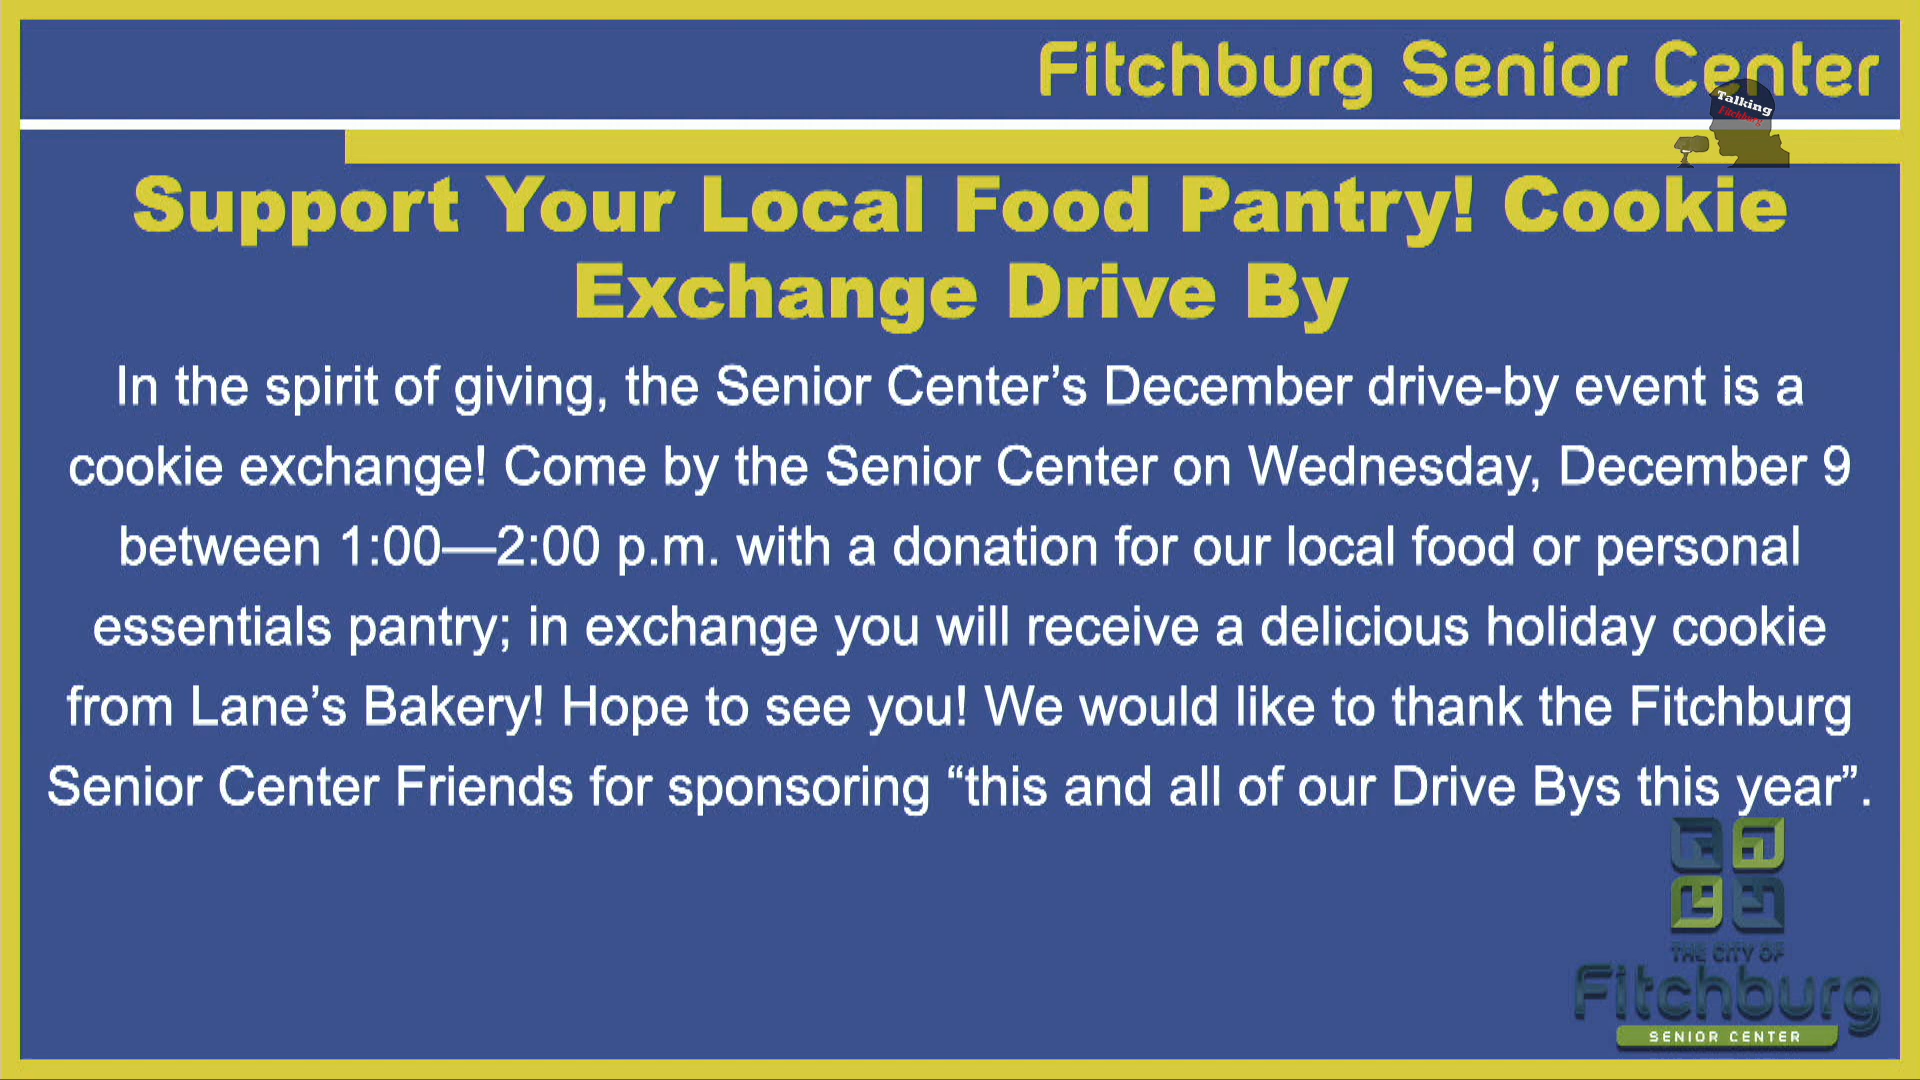 Fitchburg Senior Center
Talking
Fitchburg
Support Your Local Food Pantry! Cookie
Exchange Drive By
In the spirit of giving, the Senior Center’s December drive-by event is a
cookie exchange! Come by the Senior Center on Wednesday, December 9
between 1:00—2:00 p.m. with a donation for our local food or personal
essentials pantry; in exchange you will receive a delicious holiday cookie
from Lane’s Bakery! Hope to see you! We would like to thank the Fitchburg
Senior Center Friends for sponsoring “this and all of our Drive Bys this year”.
THE CITY OF
Fitchburg
SENIOR CENTER